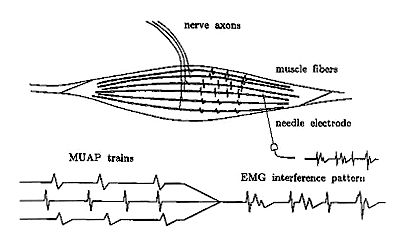 nerve axons
muscle fibers
needle electrode
MUAP trains
EMG interference pattern